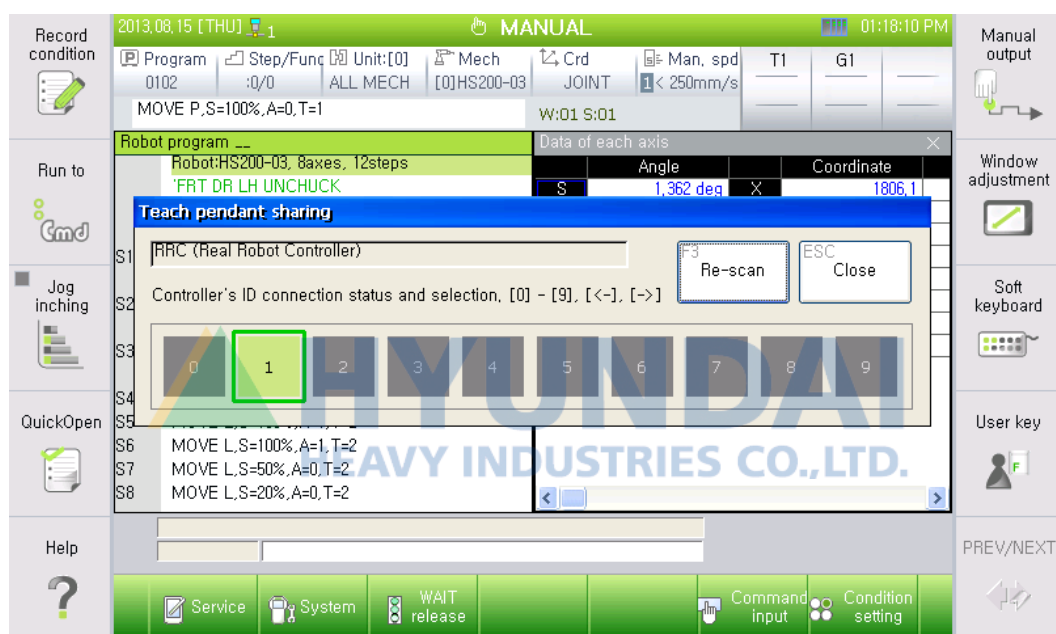 Record
condition
Run to
Cmd
Jog
inching
QuickOpen
Help
2013,08,15 [THU] 1
MANUAL
01:18:10 PM
P Program
0102
Step/Func
:0/0
Unit:[0]
ALL MECH
Mech
[0]HS200-03
Crd
JOINT
Man, spd
1 < 250mm/s
T1
G1
MOVE P,S=100%,A=0,T=1
W:01 S:01
Robot program __
Data of each axis
Robot:HS200-03, 8axes, 12steps
'FRT DR LH UNCHUCK
Angle
Coordinate
S 1,362 deg X 1806,1
Teach pendant sharing
RRC (Real Robot Controller)
F3
Re-scan
ESC
Close
Controller's ID connection status and selection, [0] - [9], [<-], [->]
0 1 2 3 4 5 6 7 8 9
S1
S2
S3
S4
S5
S6 MOVE L,S=100%,A=1,T=2
S7 MOVE L,S=50%,A=0,T=2
S8 MOVE L,S=20%,A=0,T=2
HYUNDAI
HEAVY INDUSTRIES CO.,LTD.
Service
System
WAIT
release
Command
input
Condition
setting
Manual
output
Window
adjustment
Soft
keyboard
User key
F
PREV/NEXT